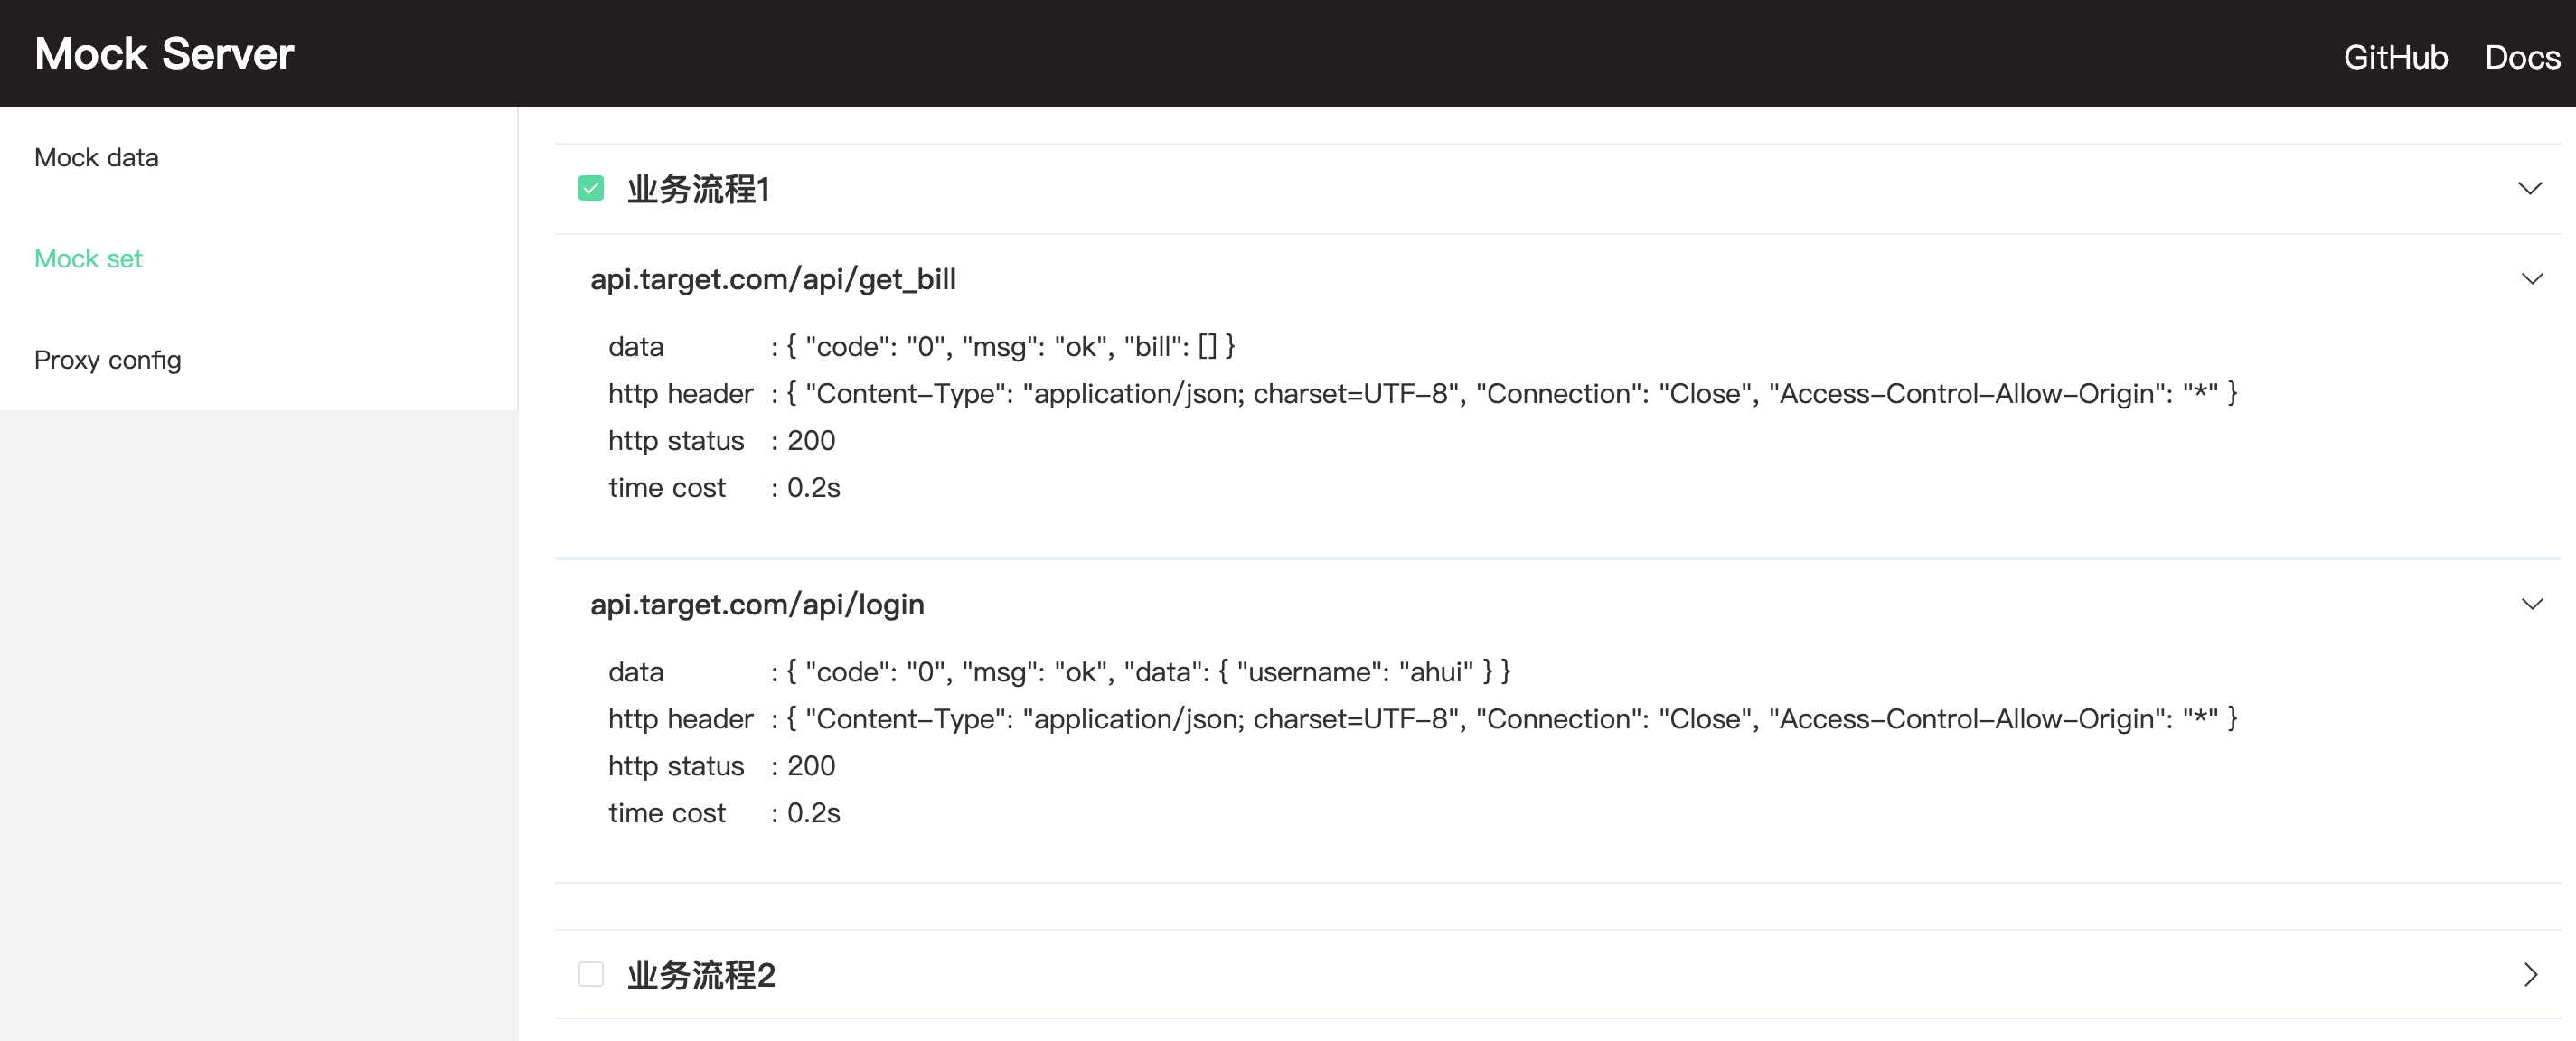 Mock Server
GitHub Docs
Mock data
Mock set
Proxy config
业务流程1
api.target.com/api/get_bill
data : { "code": "0", "msg": "ok", "bill": [] }
http header : { "Content-Type": "application/json; charset=UTF-8", "Connection": "Close", "Access-Control-Allow-Origin": "*" }
http status : 200
time cost : 0.2s
api.target.com/api/login
data : { "code": "0", "msg": "ok", "data": { "username": "ahui" } }
http header : { "Content-Type": "application/json; charset=UTF-8", "Connection": "Close", "Access-Control-Allow-Origin": "*" }
http status : 200
time cost : 0.2s
业务流程2